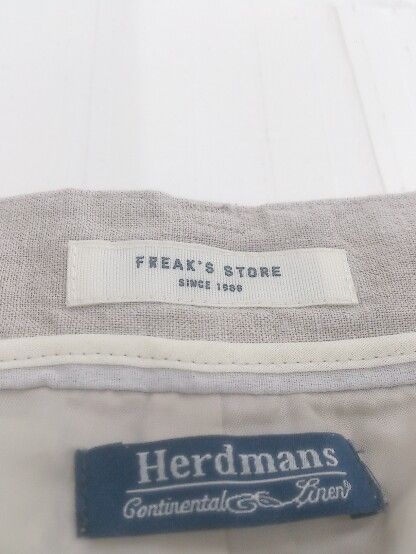 FREAK'S STORE
SINCE 1986
Herdmans
Continental Linen®